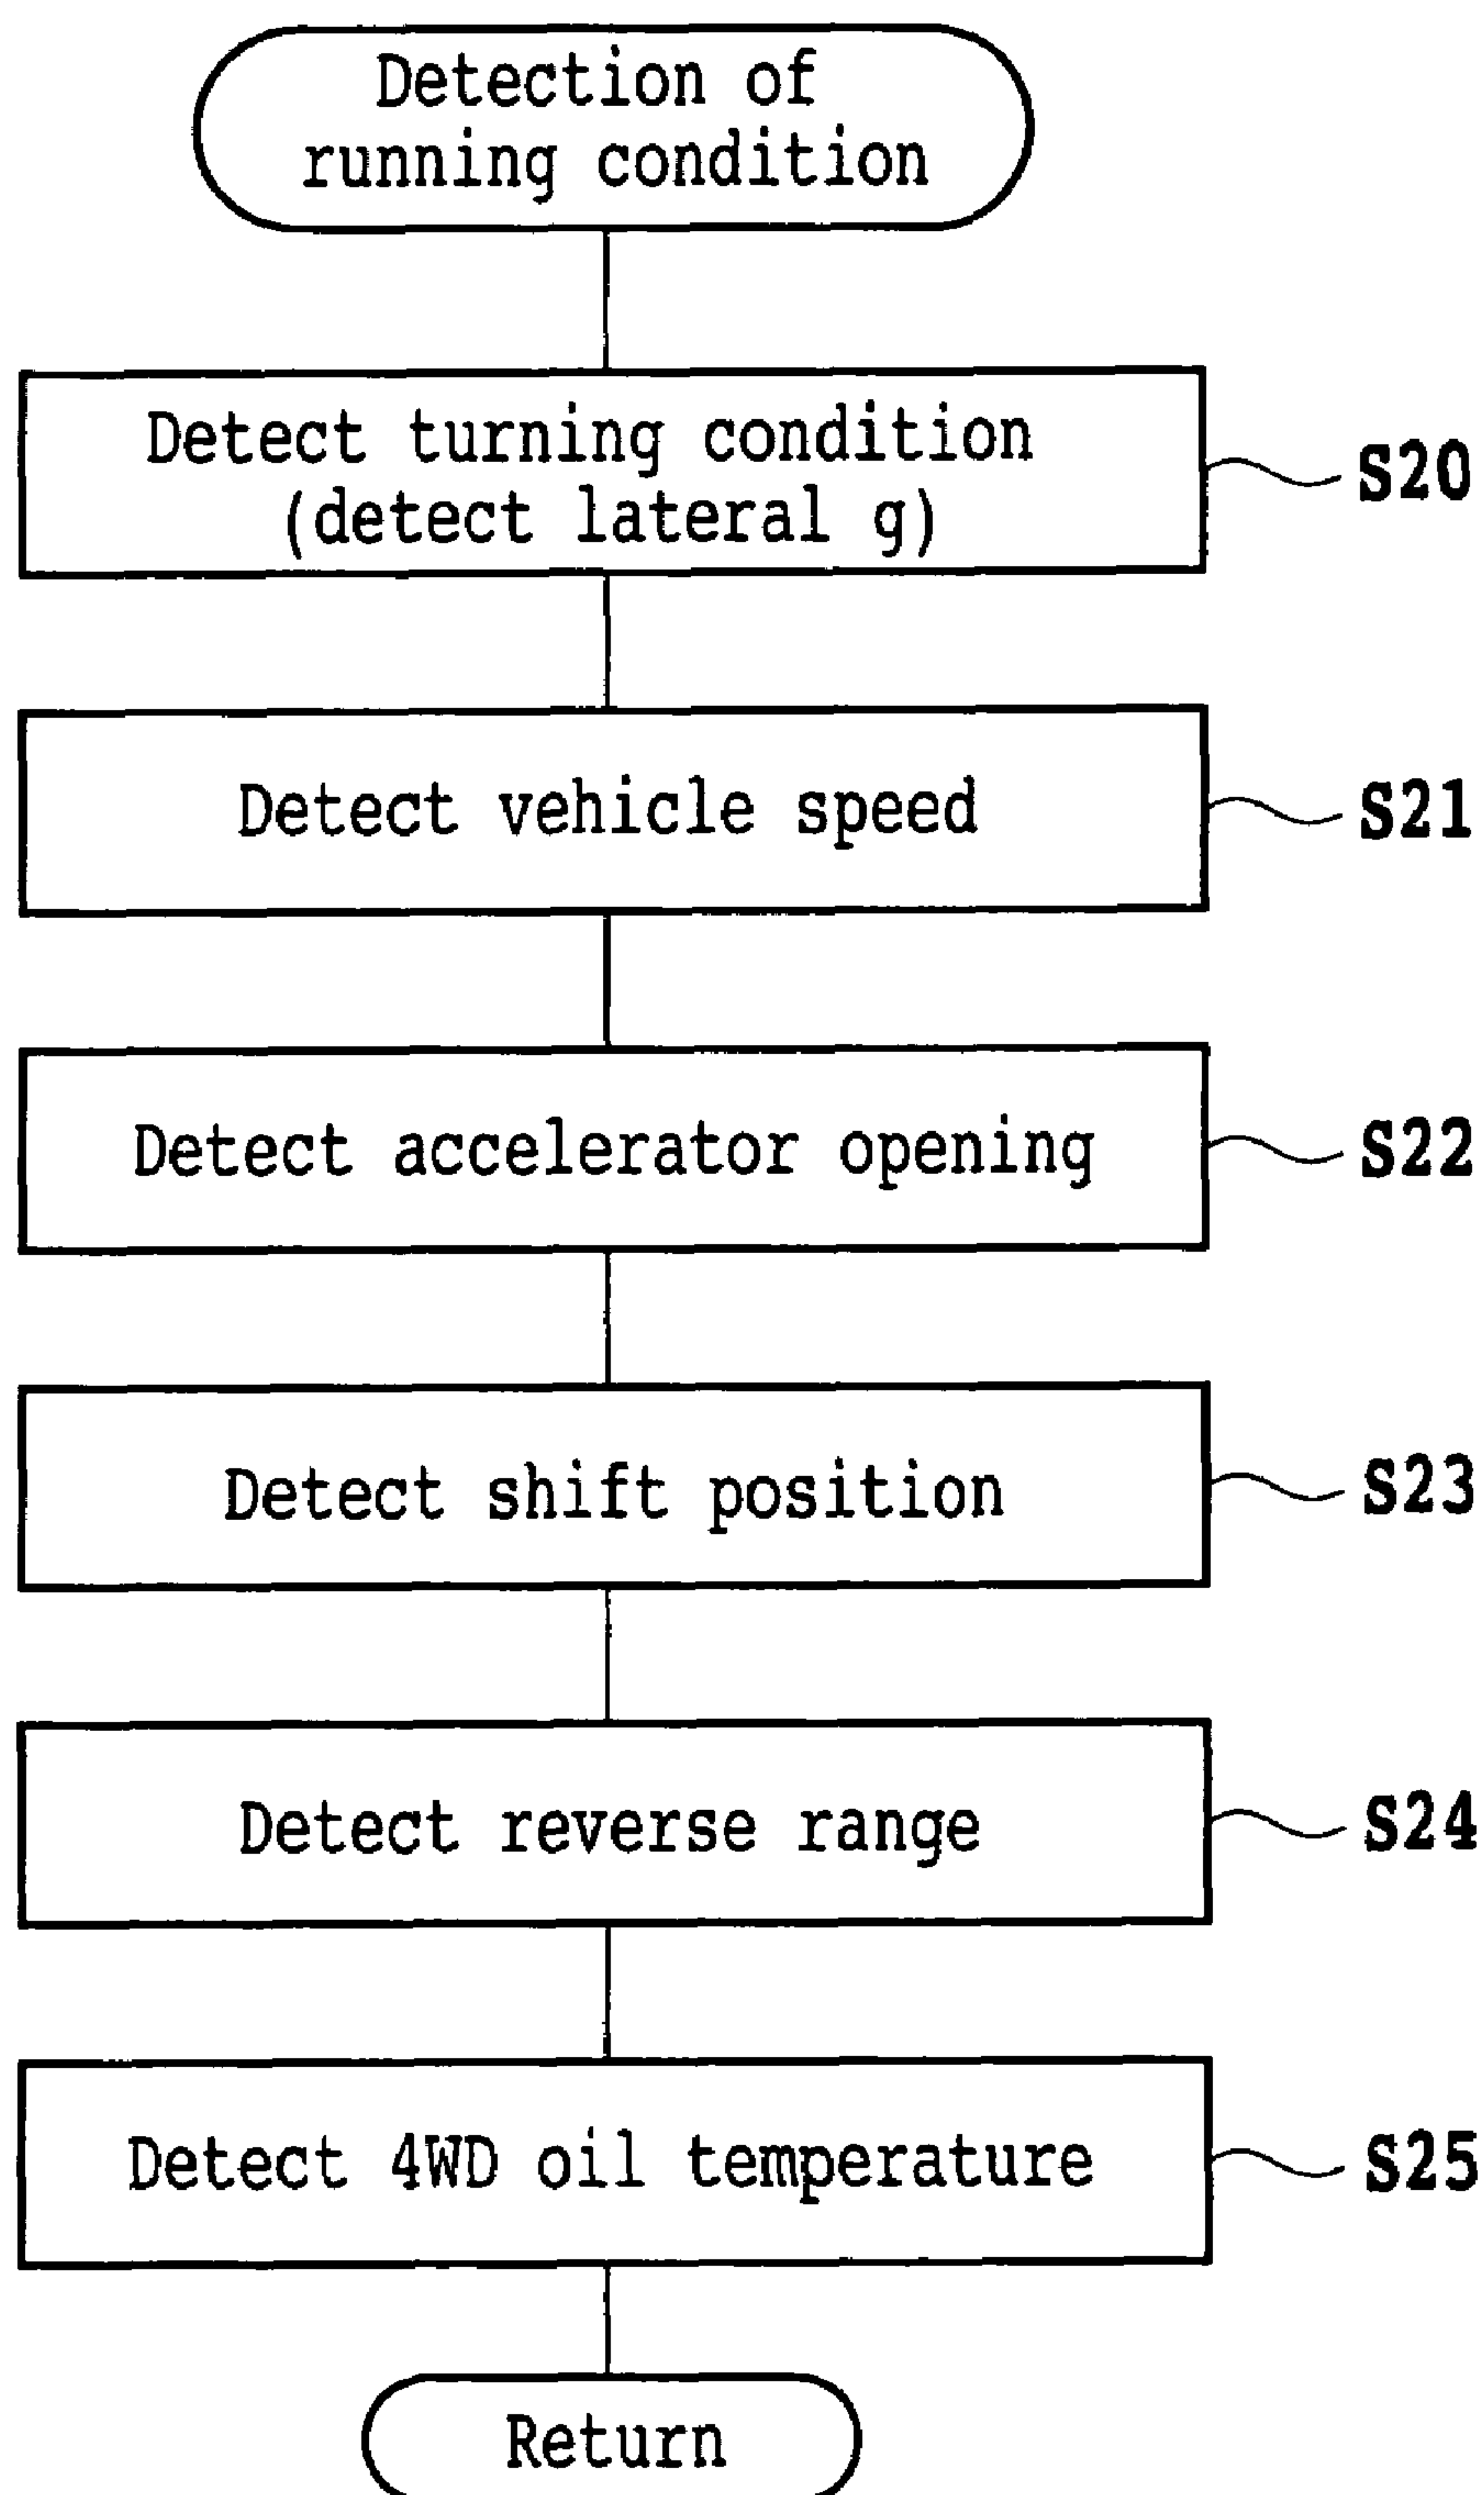 Detection of
running condition
Detect turning condition
(detect lateral g)
S20
Detect vehicle speed
S21
Detect accelerator opening
S22
Detect shift position
S23
Detect reverse range
S24
Detect 4WD oil temperature
S25
Return